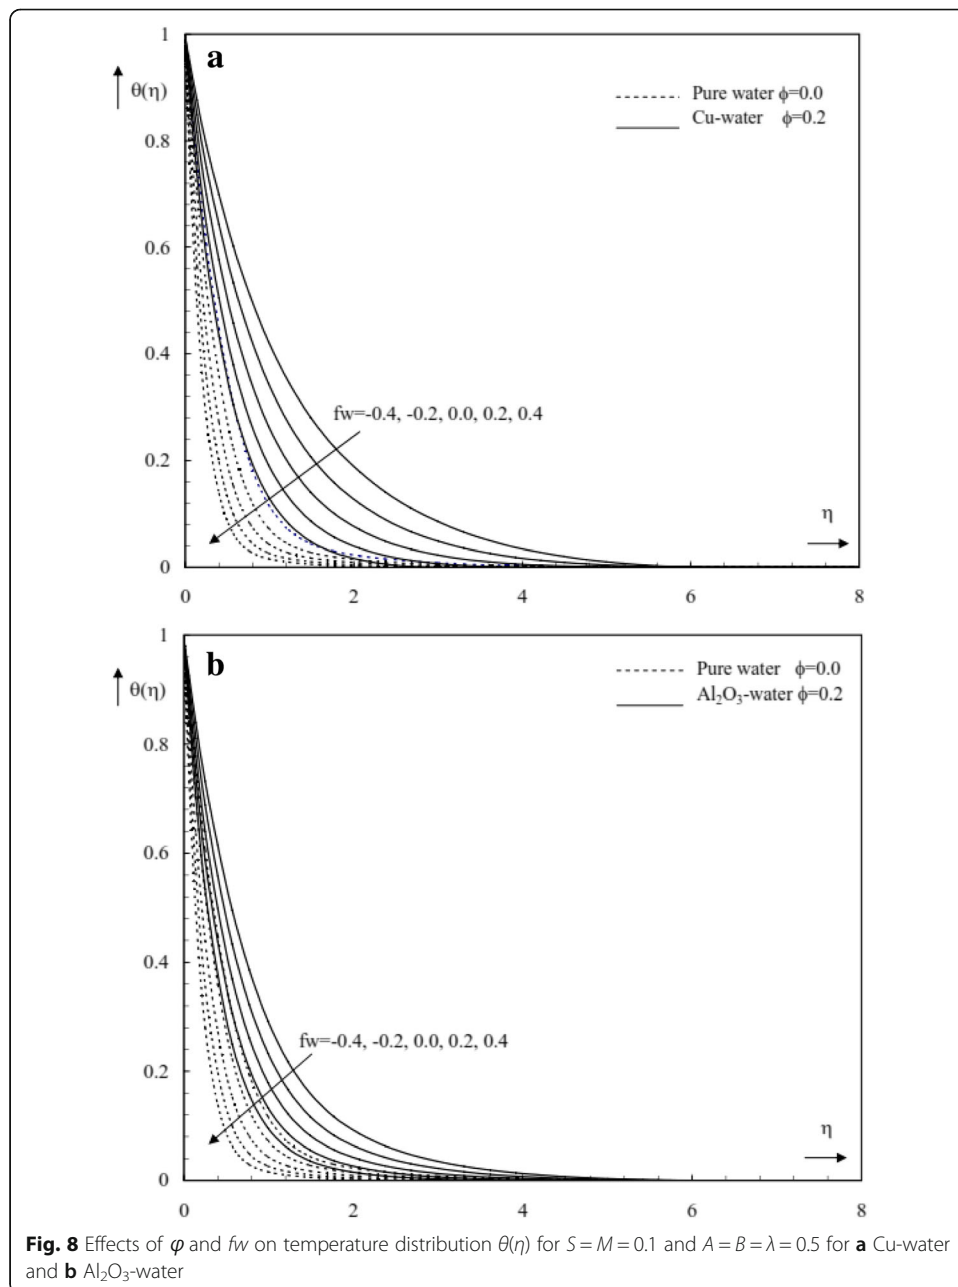 1
a
θ(η)
Pure water ϕ=0.0
Cu-water ϕ=0.2
0.8
0.6
0.4
fw=-0.4, -0.2, 0.0, 0.2, 0.4
0.2
η
0
0 2 4 6 8
1
b
θ(η)
Pure water ϕ=0.0
Al₂O₃-water ϕ=0.2
0.8
0.6
0.4
fw=-0.4, -0.2, 0.0, 0.2, 0.4
0.2
η
0
0 2 4 6 8
Fig. 8 Effects of φ and fw on temperature distribution θ(η) for S = M = 0.1 and A = B = λ = 0.5 for a Cu-water
and b Al₂O₃-water